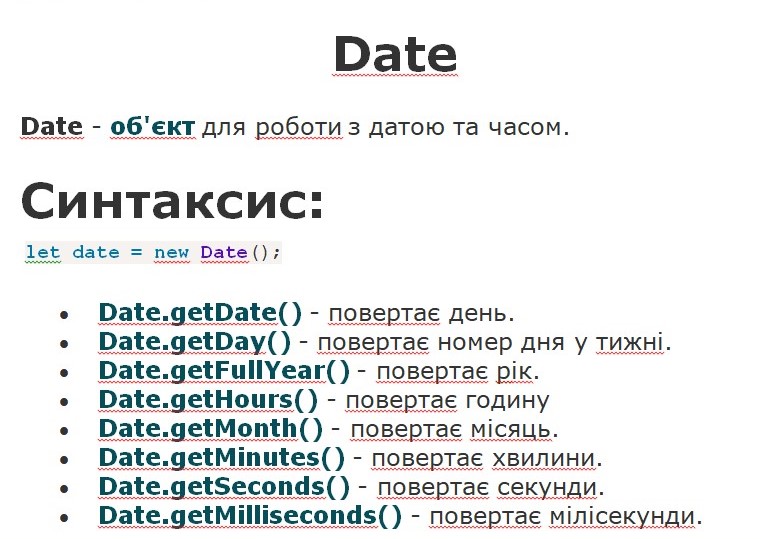 Date
Date - об'єкт для роботи з датою та часом.
Синтаксис:
let date = new Date();
• Date.getDate() - повертає день.
• Date.getDay() - повертає номер дня у тижні.
• Date.getFullYear() - повертає рік.
• Date.getHours() - повертає годину
• Date.getMonth() - повертає місяць.
• Date.getMinutes() - повертає хвилини.
• Date.getSeconds() - повертає секунди.
• Date.getMilliseconds() - повертає мілісекунди.